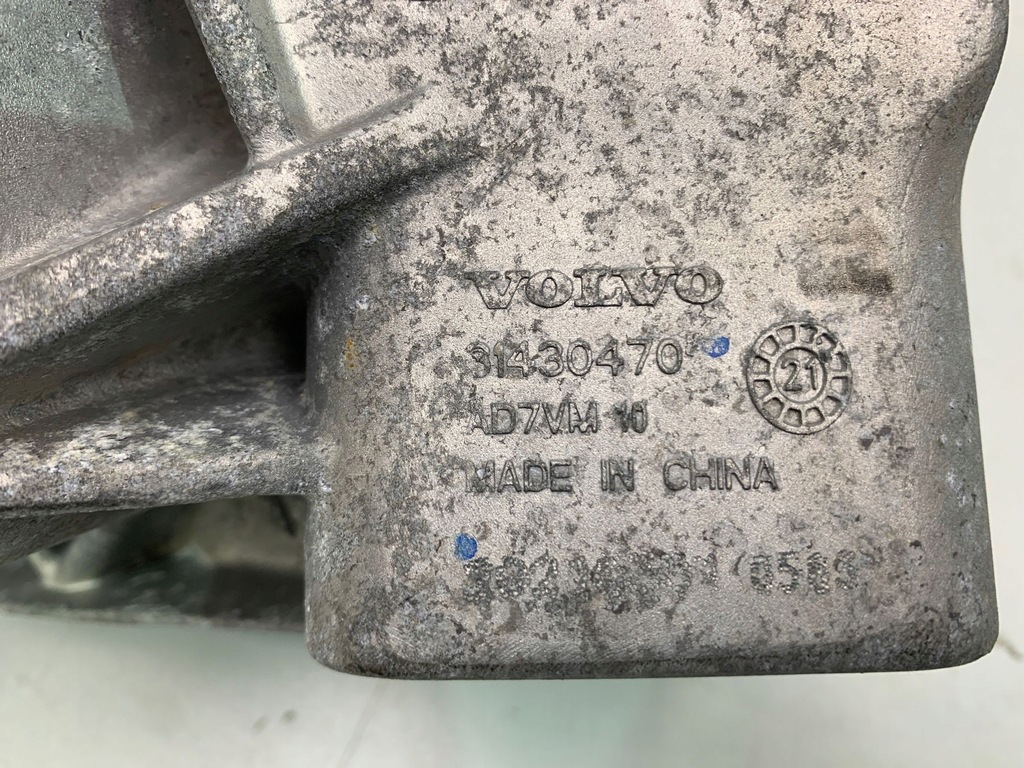 VOLVO
31430470
21
AD7VM 10
MADE IN CHINA